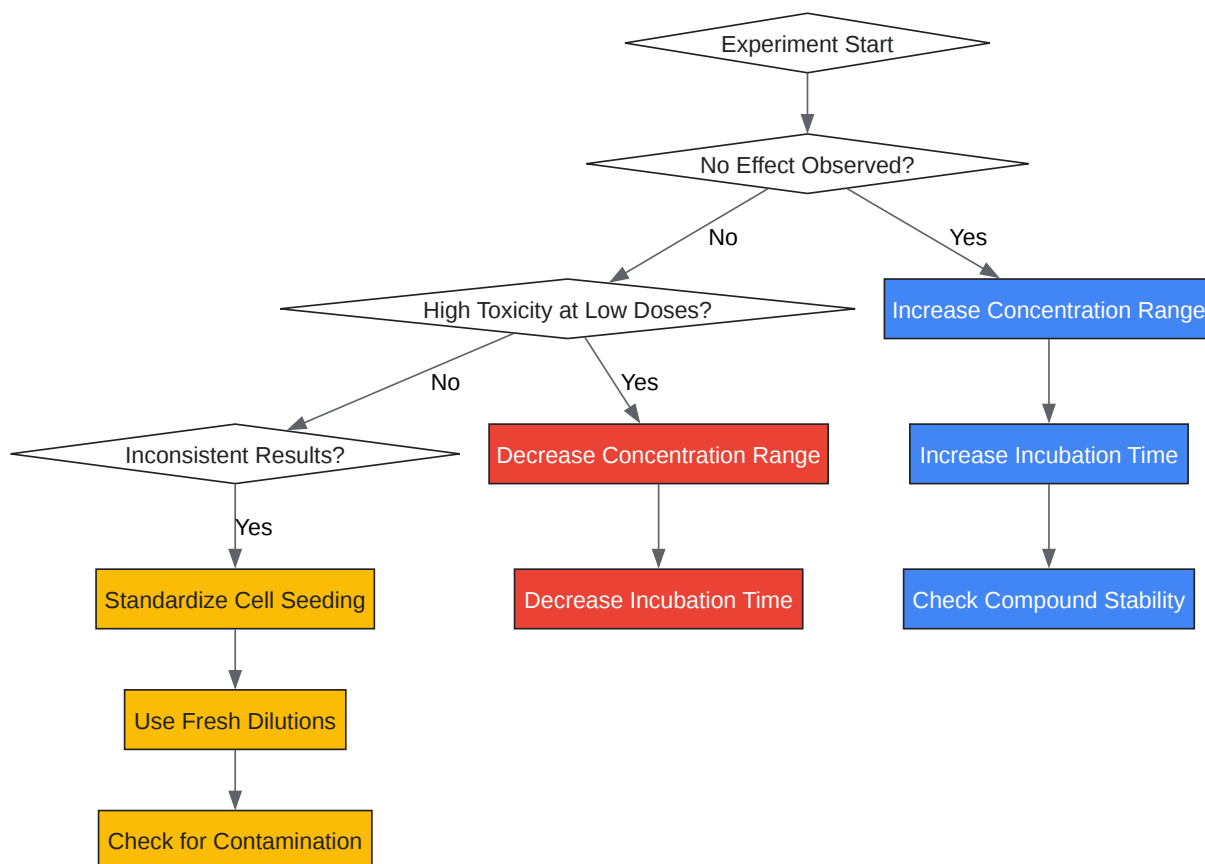 Experiment Start
No Effect Observed?
No
Yes
High Toxicity at Low Doses?
Increase Concentration Range
No
Yes
Inconsistent Results?
Decrease Concentration Range
Increase Incubation Time
Yes
Standardize Cell Seeding
Decrease Incubation Time
Check Compound Stability
Use Fresh Dilutions
Check for Contamination